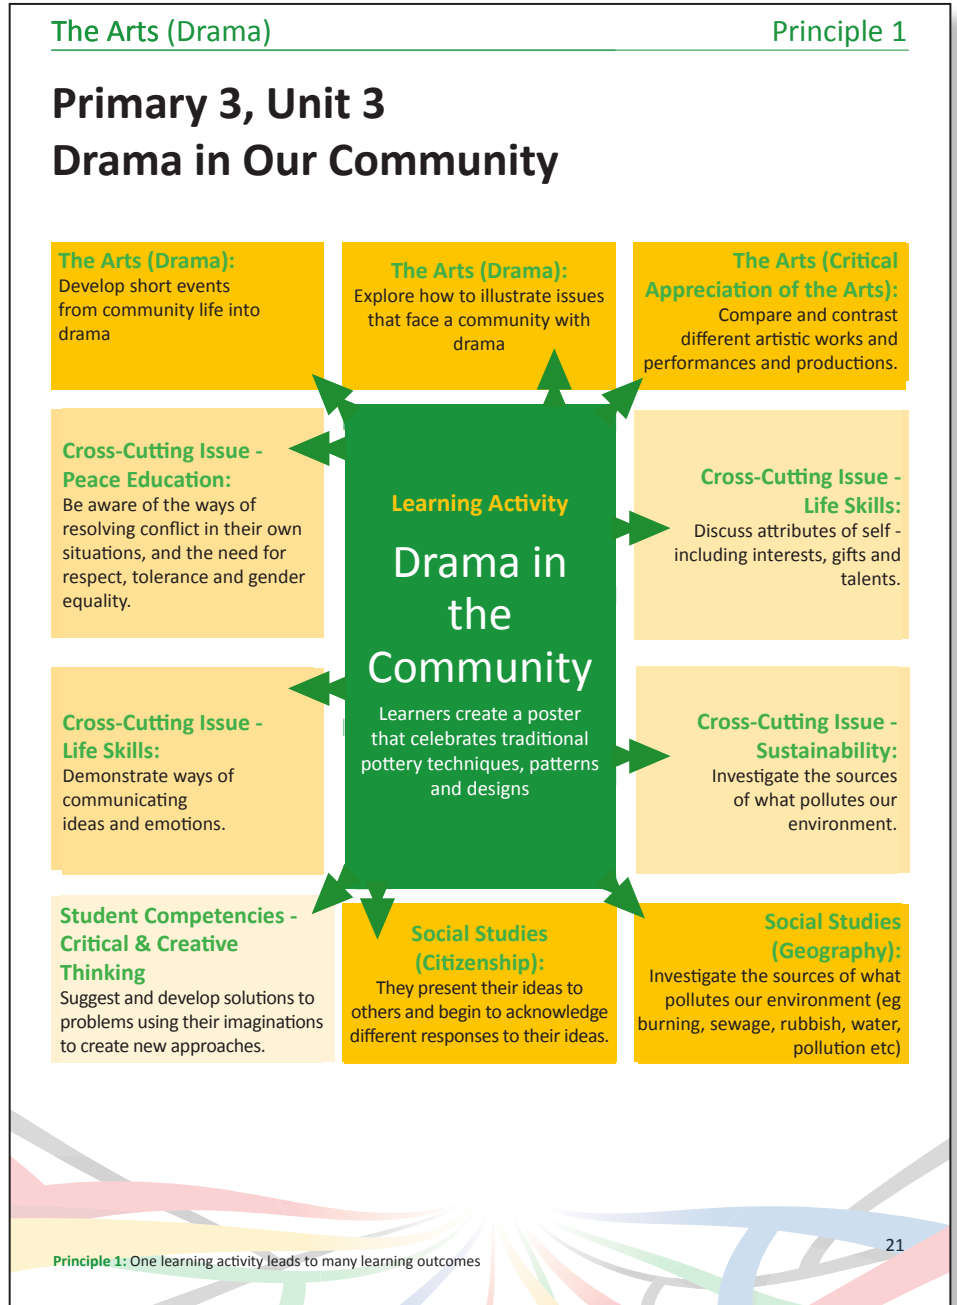 The Arts (Drama)
Principle 1
Primary 3, Unit 3
Drama in Our Community
The Arts (Drama):
Develop short events
from community life into
drama
The Arts (Drama):
Explore how to illustrate issues
that face a community with
drama
The Arts (Critical
Appreciation of the Arts):
Compare and contrast
different artistic works and
performances and productions.
Cross-Cutting Issue -
Peace Education:
Be aware of the ways of
resolving conflict in their own
situations, and the need for
respect, tolerance and gender
equality.
Learning Activity
Drama in
the
Community
Learners create a poster
that celebrates traditional
pottery techniques, patterns
and designs
Cross-Cutting Issue -
Life Skills:
Discuss attributes of self -
including interests, gifts and
talents.
Cross-Cutting Issue -
Life Skills:
Demonstrate ways of
communicating
ideas and emotions.
Cross-Cutting Issue -
Sustainability:
Investigate the sources
of what pollutes our
environment.
Student Competencies -
Critical & Creative
Thinking
Suggest and develop solutions to
problems using their imaginations
to create new approaches.
Social Studies
(Citizenship):
They present their ideas to
others and begin to acknowledge
different responses to their ideas.
Social Studies
(Geography):
Investigate the sources of what
pollutes our environment (eg
burning, sewage, rubbish, water,
pollution etc)
21
Principle 1: One learning activity leads to many learning outcomes